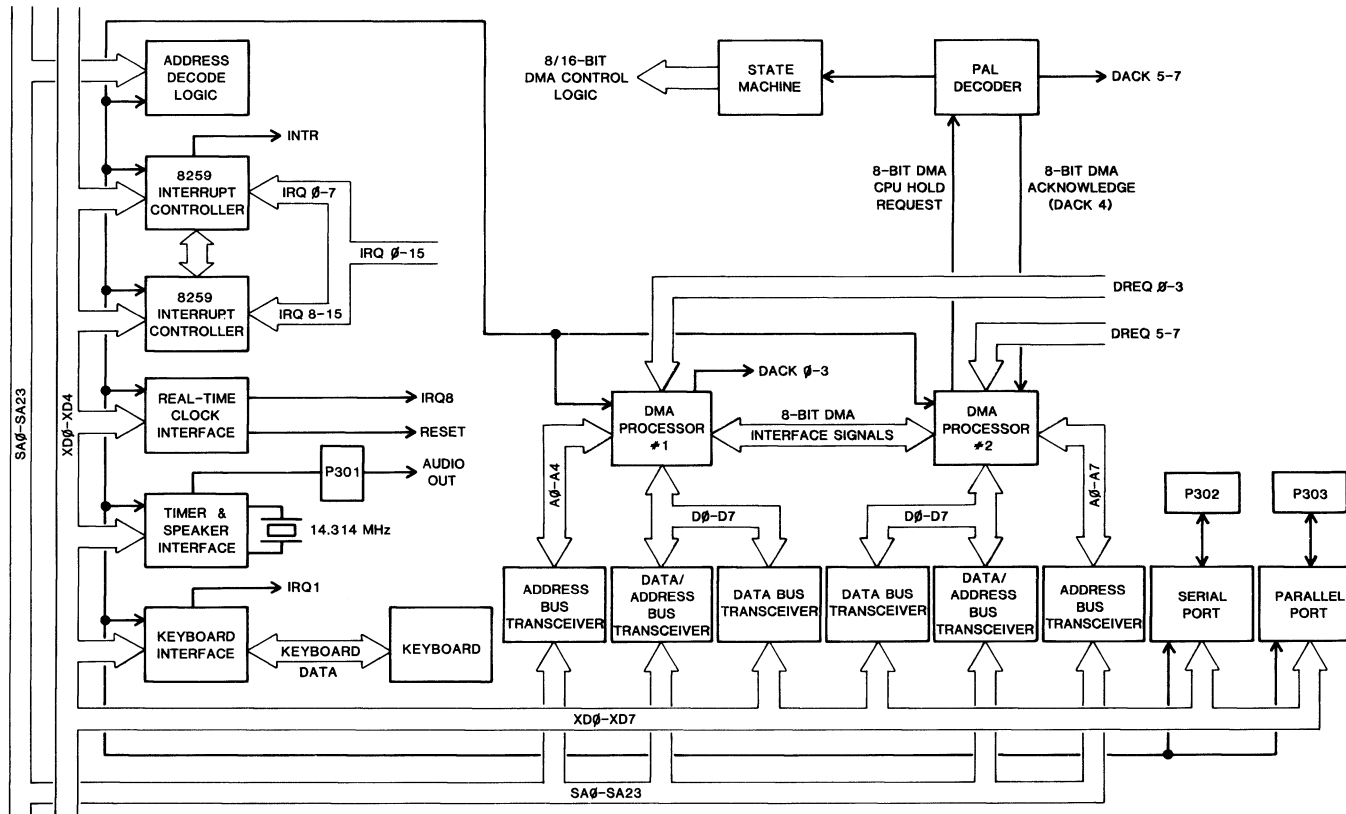 ADDRESS
DECODE
LOGIC
8/16-BIT
DMA CONTROL
LOGIC
STATE
MACHINE
PAL
DECODER
DACK 5-7
INTR
8259
INTERRUPT
CONTROLLER
IRQ Ø-7
8-BIT DMA
CPU HOLD
REQUEST
8-BIT DMA
ACKNOWLEDGE
(DACK 4)
IRQ Ø-15
8259
INTERRUPT
CONTROLLER
IRQ 8-15
DREQ Ø-3
DREQ 5-7
SAØ-SA23
XDØ-XD4
REAL-TIME
CLOCK
INTERFACE
IRQ8
RESET
DACK Ø-3
DMA
PROCESSOR
#1
8-BIT DMA
INTERFACE SIGNALS
DMA
PROCESSOR
#2
P301
AUDIO
OUT
AØ-A4
AØ-A7
TIMER &
SPEAKER
INTERFACE
14.314 MHz
DØ-D7
DØ-D7
P302
P303
IRQ1
KEYBOARD
INTERFACE
KEYBOARD
DATA
KEYBOARD
ADDRESS
BUS
TRANSCEIVER
DATA/
ADDRESS
BUS
TRANSCEIVER
DATA BUS
TRANSCEIVER
DATA BUS
TRANSCEIVER
DATA/
ADDRESS
BUS
TRANSCEIVER
ADDRESS
BUS
TRANSCEIVER
SERIAL
PORT
PARALLEL
PORT
XDØ-XD7
SAØ-SA23